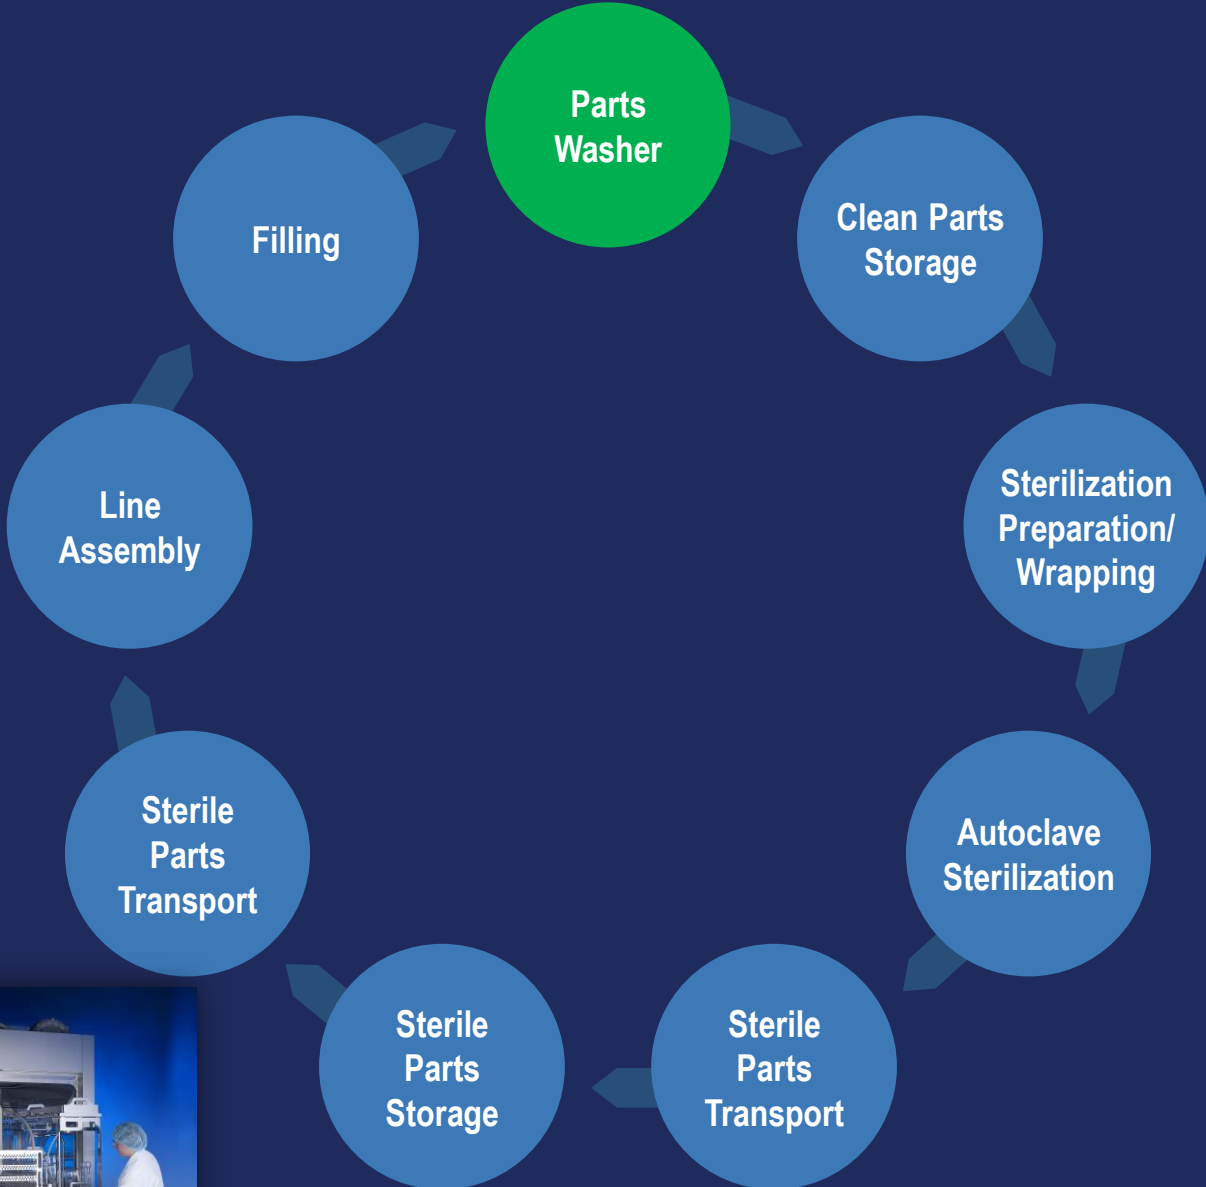 Parts
Washer
Clean Parts
Storage
Sterilization
Preparation/
Wrapping
Autoclave
Sterilization
Sterile
Parts
Transport
Sterile
Parts
Storage
Sterile
Parts
Transport
Line
Assembly
Filling